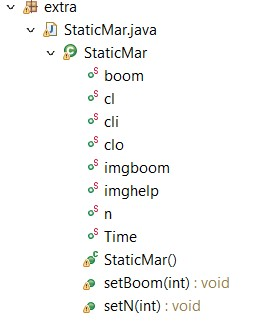 extra
StaticMar.java
StaticMar
boom
cl
cli
clo
imgboom
imghelp
n
Time
StaticMar()
setBoom(int) : void
setN(int) : void